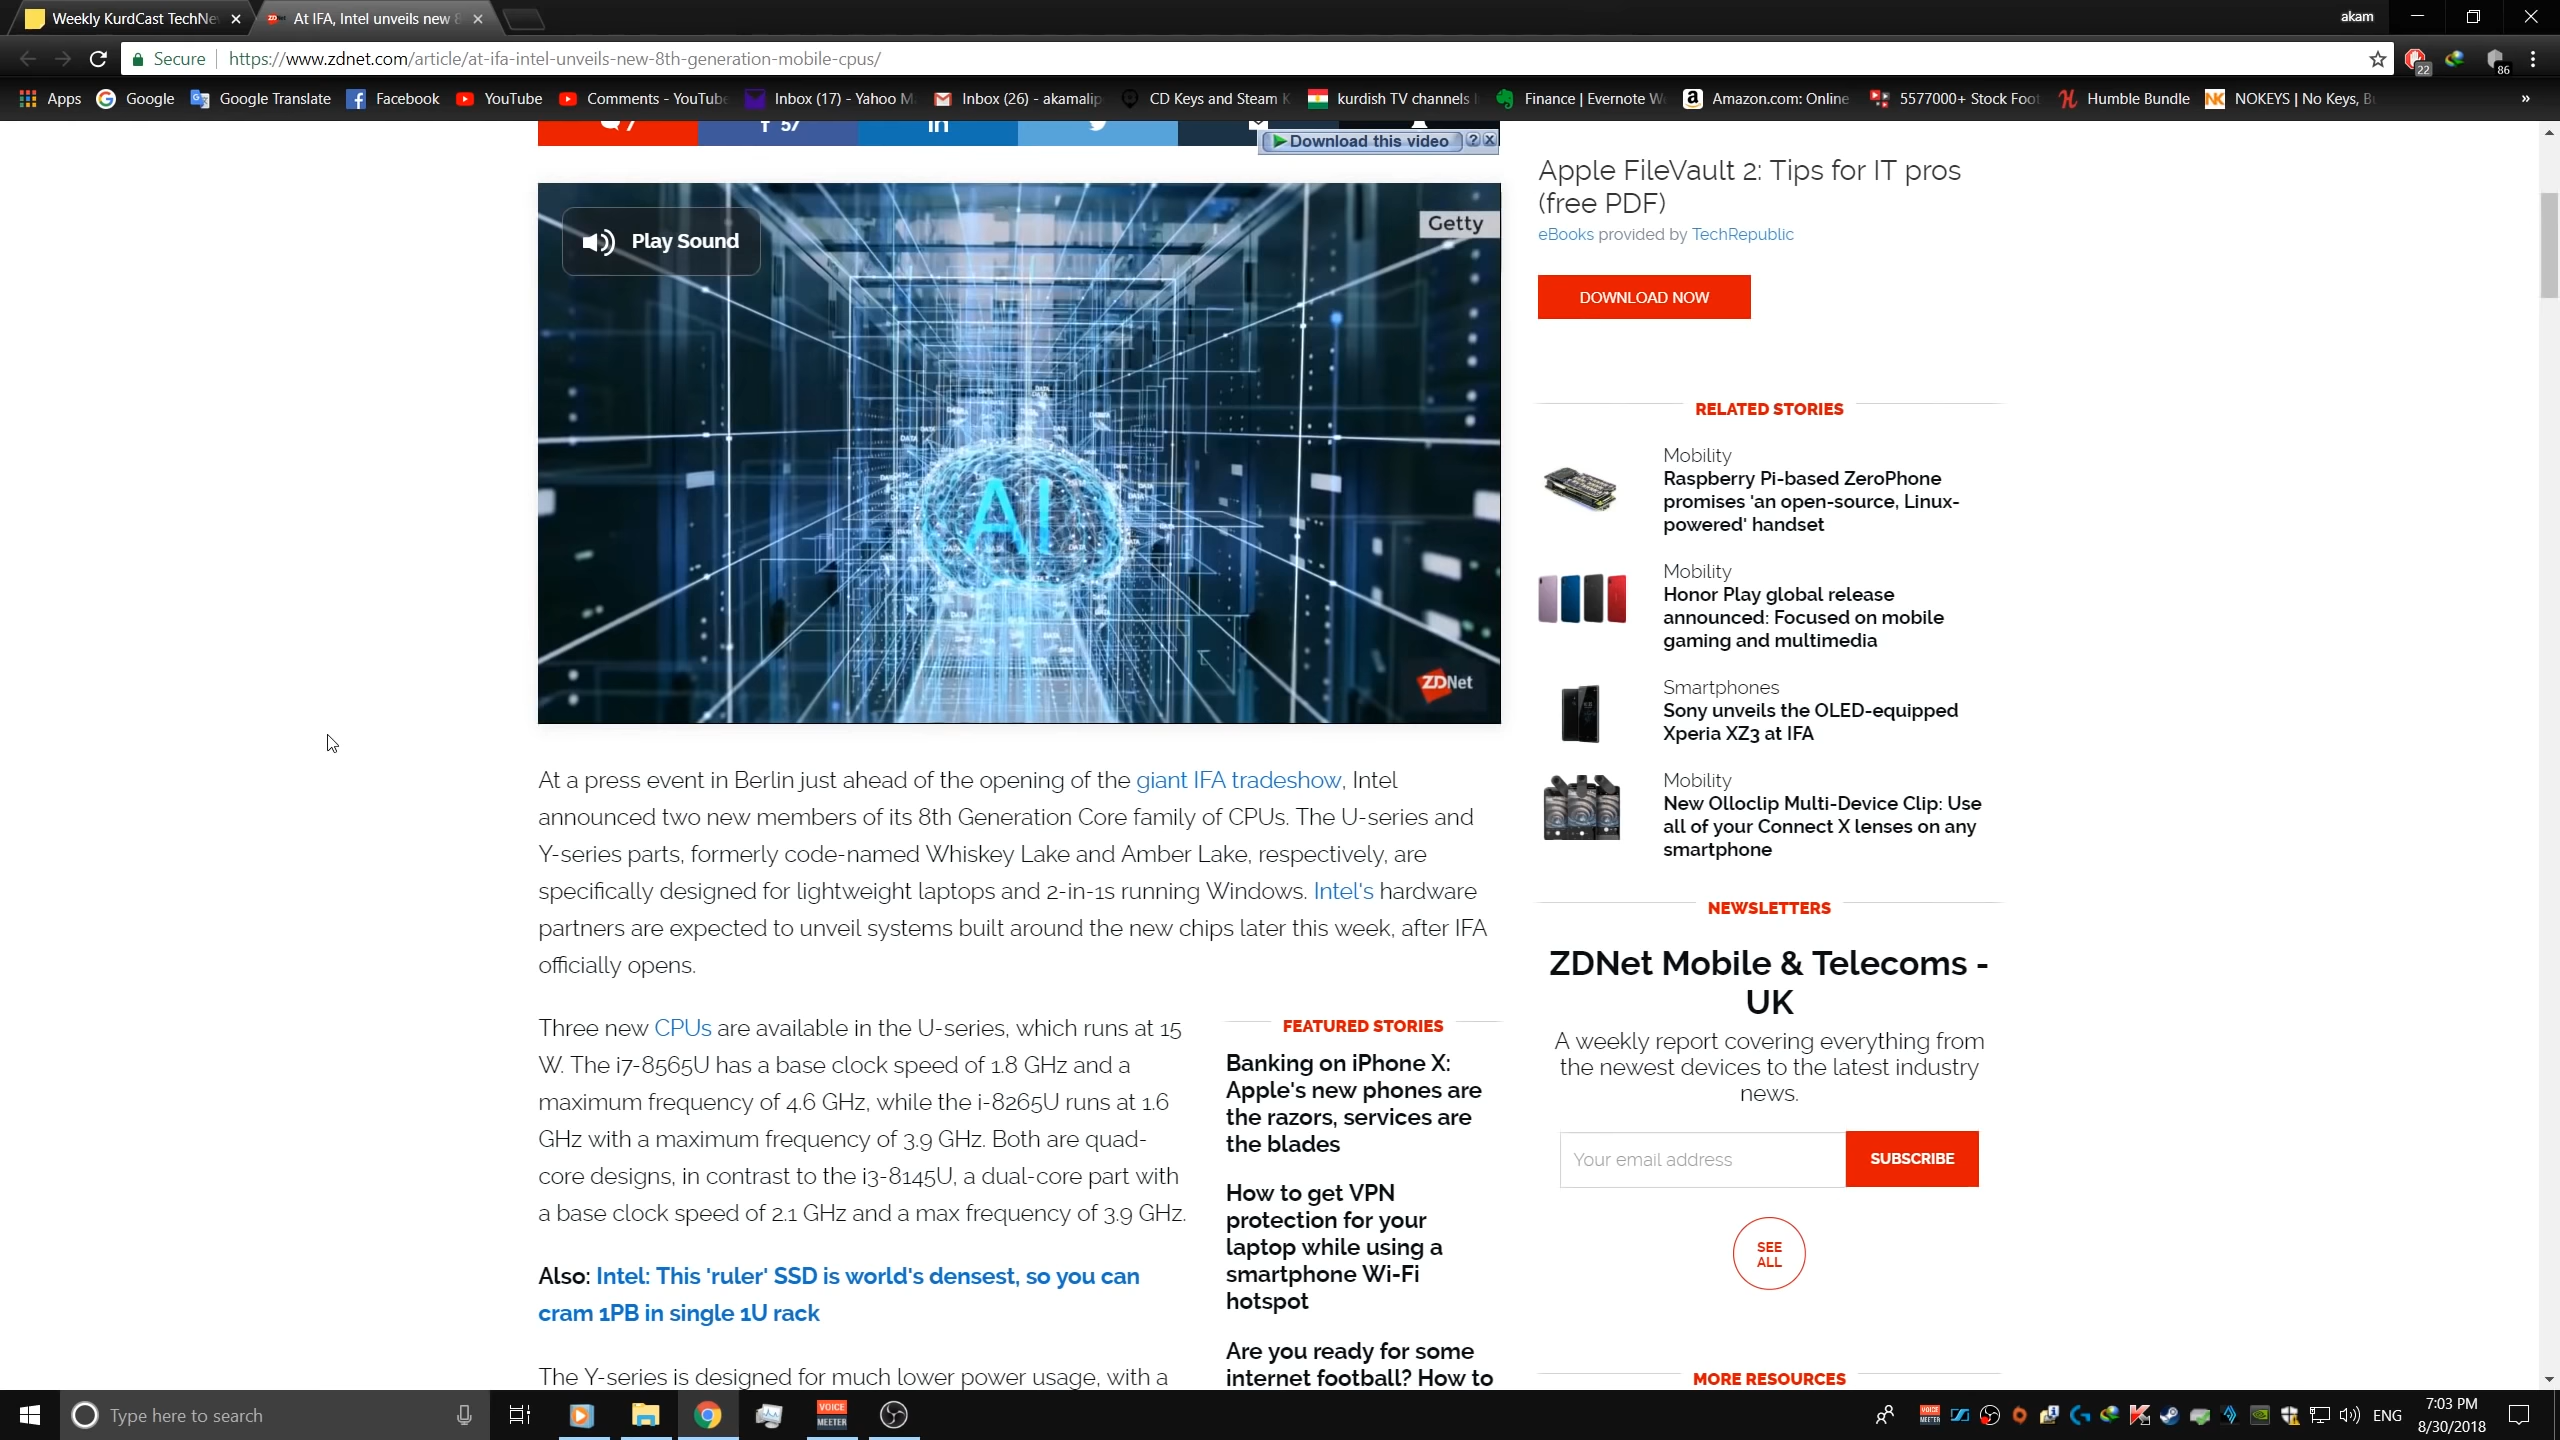 Weekly KurdCast TechNe
At IFA, Intel unveils new 8
akam
Secure
https://www.zdnet.com/article/at-ifa-intel-unveils-new-8th-generation-mobile-cpus/
22
86
Apps
Google
Google Translate
Facebook
YouTube
Comments - YouTube
Inbox (17) - Yahoo M
Inbox (26) - akamalip
CD Keys and Steam K
kurdish TV channels
Finance | Evernote W
Amazon.com: Online
5577000+ Stock Foot
Humble Bundle
NOKEYS | No Keys, B
»
7
f 57
in
Download this video
Play Sound
Getty
AI
ZDNet
At a press event in Berlin just ahead of the opening of the giant IFA tradeshow, Intel
announced two new members of its 8th Generation Core family of CPUs. The U-series and
Y-series parts, formerly code-named Whiskey Lake and Amber Lake, respectively, are
specifically designed for lightweight laptops and 2-in-1s running Windows. Intel's hardware
partners are expected to unveil systems built around the new chips later this week, after IFA
officially opens.
Three new CPUs are available in the U-series, which runs at 15
W. The i7-8565U has a base clock speed of 1.8 GHz and a
maximum frequency of 4.6 GHz, while the i-8265U runs at 1.6
GHz with a maximum frequency of 3.9 GHz. Both are quad-
core designs, in contrast to the i3-8145U, a dual-core part with
a base clock speed of 2.1 GHz and a max frequency of 3.9 GHz.
Also: Intel: This 'ruler' SSD is world's densest, so you can
cram 1PB in single 1U rack
The Y-series is designed for much lower power usage, with a
FEATURED STORIES
Banking on iPhone X:
Apple's new phones are
the razors, services are
the blades
How to get VPN
protection for your
laptop while using a
smartphone Wi-Fi
hotspot
Are you ready for some
internet football? How to
Apple FileVault 2: Tips for IT pros
(free PDF)
eBooks provided by TechRepublic
DOWNLOAD NOW
RELATED STORIES
Mobility
Raspberry Pi-based ZeroPhone
promises 'an open-source, Linux-
powered' handset
Mobility
Honor Play global release
announced: Focused on mobile
gaming and multimedia
Smartphones
Sony unveils the OLED-equipped
Xperia XZ3 at IFA
Mobility
New Olloclip Multi-Device Clip: Use
all of your Connect X lenses on any
smartphone
NEWSLETTERS
ZDNet Mobile & Telecoms -
UK
A weekly report covering everything from
the newest devices to the latest industry
news.
Your email address
SUBSCRIBE
SEE
ALL
MORE RESOURCES
Type here to search
VOICE
MEETER
ENG
7:03 PM
8/30/2018